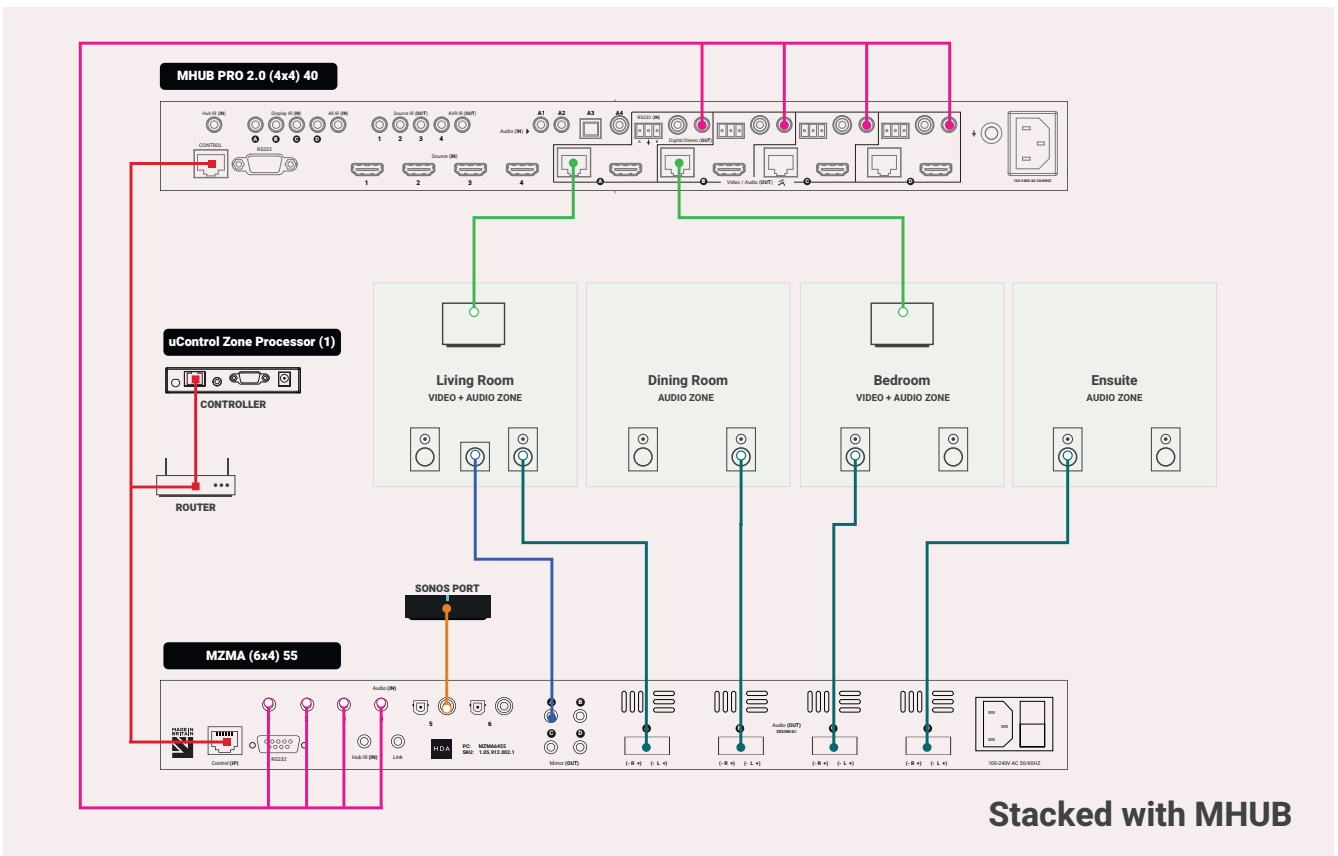 MHUB PRO 2.0 (4x4) 40
Hub IR (IN)
Display IR (IN)
All IR (IN)
Source IR (OUT)
AVR IR (OUT)
A B C D
1 2 3 4
Audio (IN)
A1 A2 A3 A4
RS232 (IN)
Digital/Stereo (OUT)
CONTROL
RS232
Source (IN)
1 2 3 4
A B C D
Video / Audio (OUT)
100-240V AC 50/60HZ
uControl Zone Processor (1)
CONTROLLER
ROUTER
Living Room
VIDEO + AUDIO ZONE
Dining Room
AUDIO ZONE
Bedroom
VIDEO + AUDIO ZONE
Ensuite
AUDIO ZONE
SONOS PORT
MZMA (6x4) 55
Audio (IN)
MADE IN
BRITAIN
Control (IP)
RS232
Hub IR (IN)
Link
5
6
HDA
PC: MZMA6455
SKU: 1.05.912.002.1
B
C D
Mirror (OUT)
Audio (OUT)
(- R +) (- L +)
(- R +) (- L +)
(- R +) (- L +)
(- R +) (- L +)
100-240V AC 50/60HZ
Stacked with MHUB